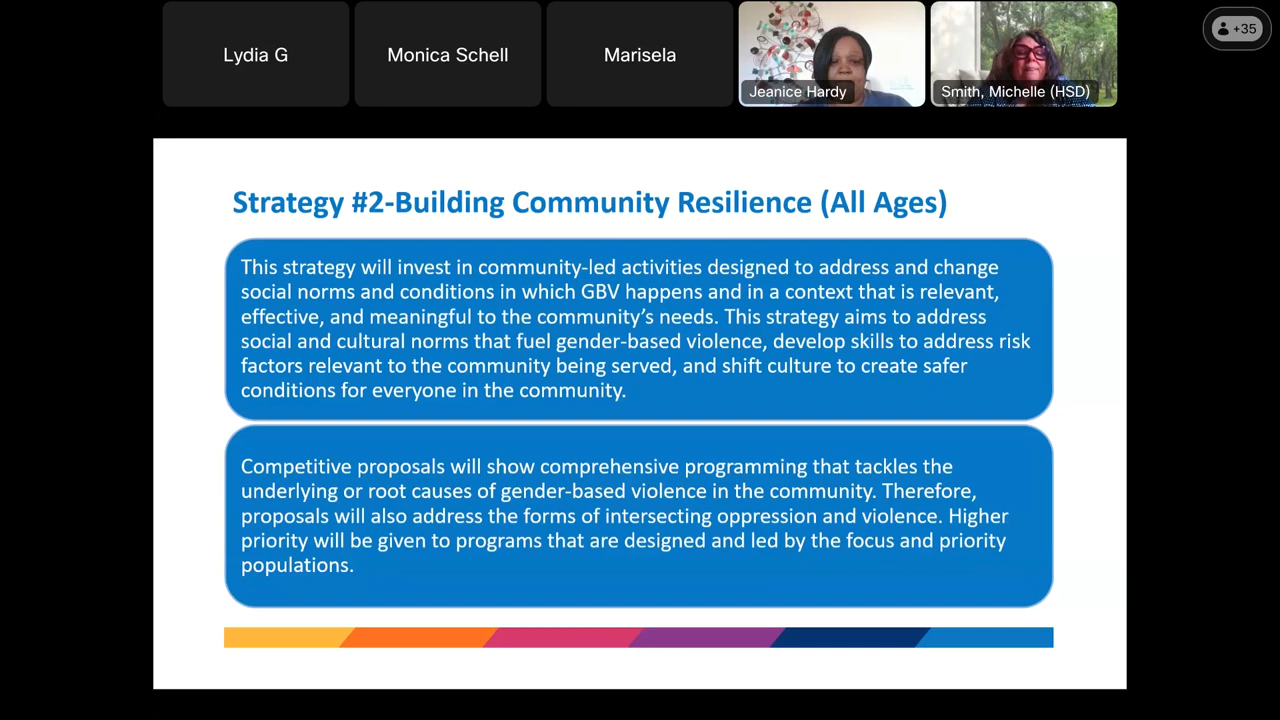 Lydia G
Monica Schell
Marisela
Jeanice Hardy
Smith, Michelle (HSD)
+35
Strategy #2-Building Community Resilience (All Ages)
This strategy will invest in community-led activities designed to address and change
social norms and conditions in which GBV happens and in a context that is relevant,
effective, and meaningful to the community’s needs. This strategy aims to address
social and cultural norms that fuel gender-based violence, develop skills to address risk
factors relevant to the community being served, and shift culture to create safer
conditions for everyone in the community.
Competitive proposals will show comprehensive programming that tackles the
underlying or root causes of gender-based violence in the community. Therefore,
proposals will also address the forms of intersecting oppression and violence. Higher
priority will be given to programs that are designed and led by the focus and priority
populations.